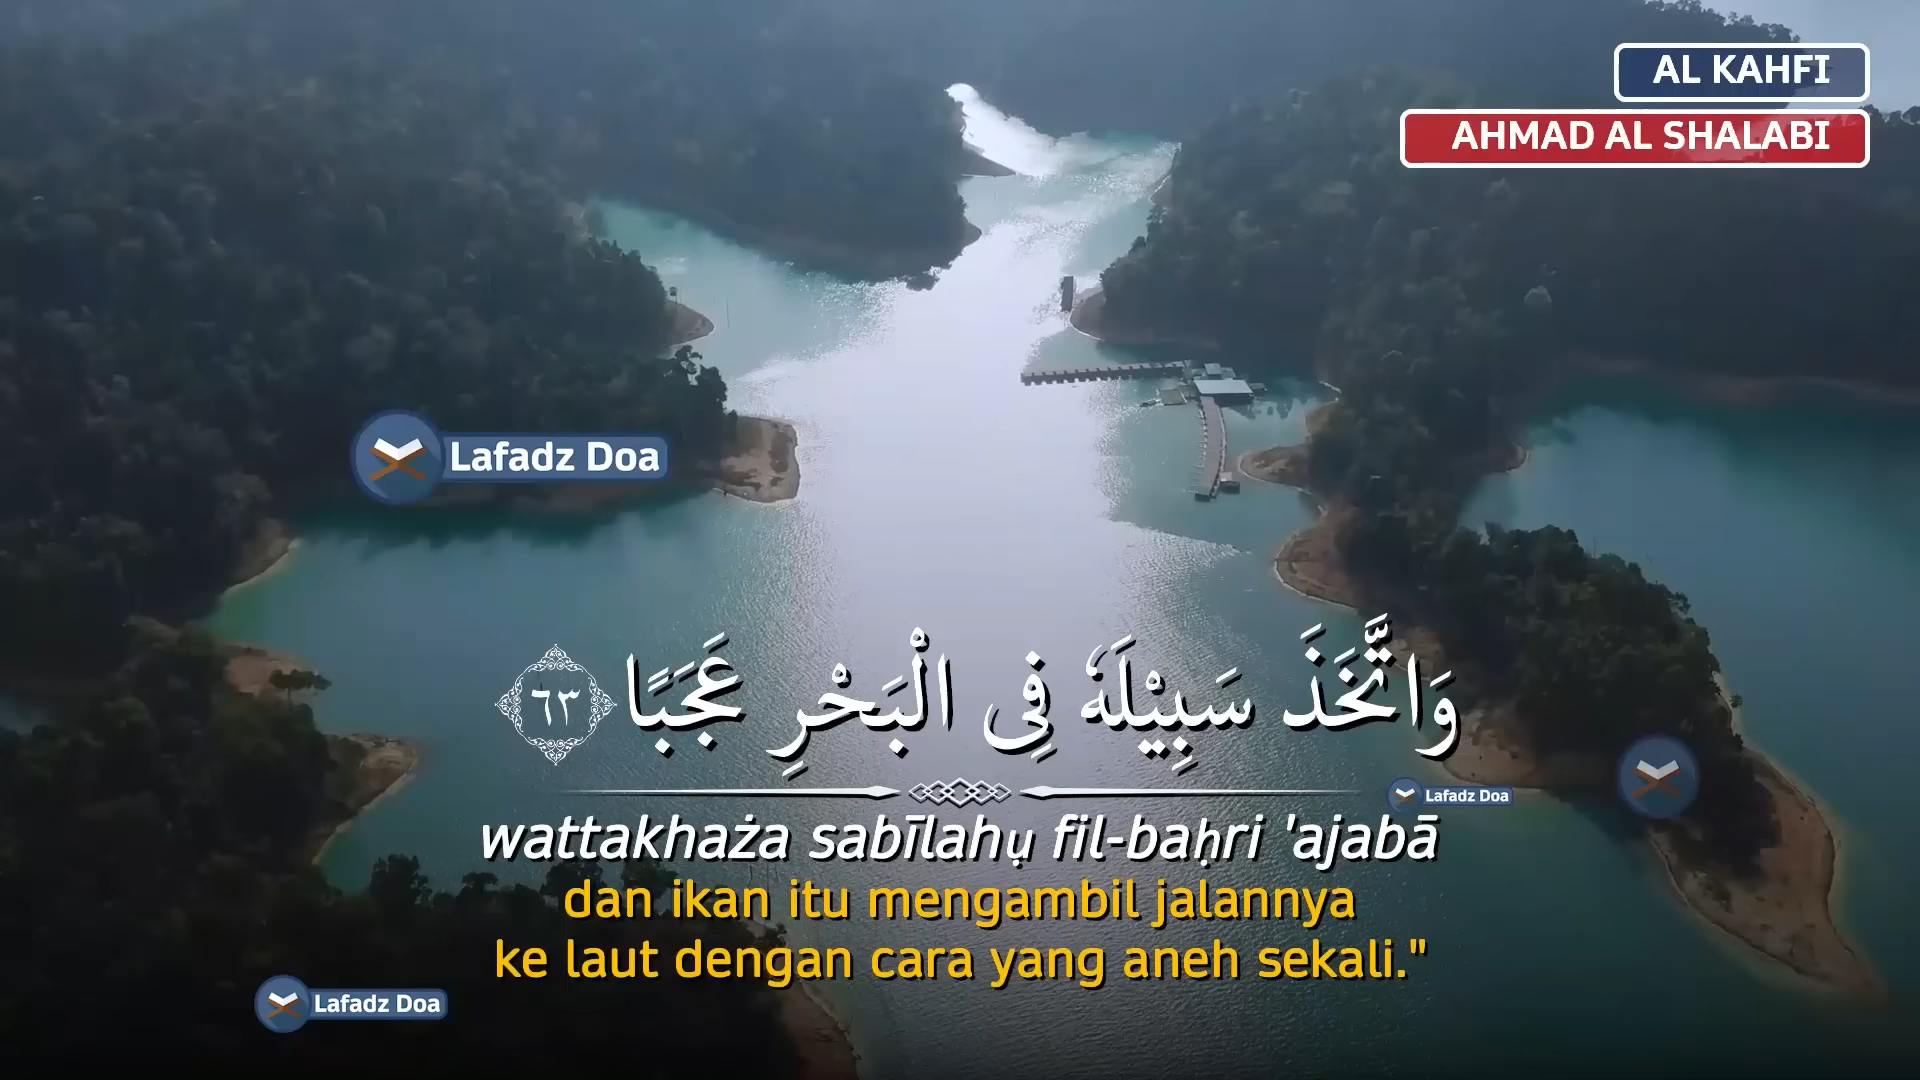 AL KAHFI
AHMAD AL SHALABI
Lafadz Doa
وَاتَّخَذَ سَبِيْلَهٗ فِى الْبَحْرِ عَجَبًا ٦٣
Lafadz Doa
wattakhaża sabīlahụ fil-baḥri 'ajabā
dan ikan itu mengambil jalannya
ke laut dengan cara yang aneh sekali."
Lafadz Doa